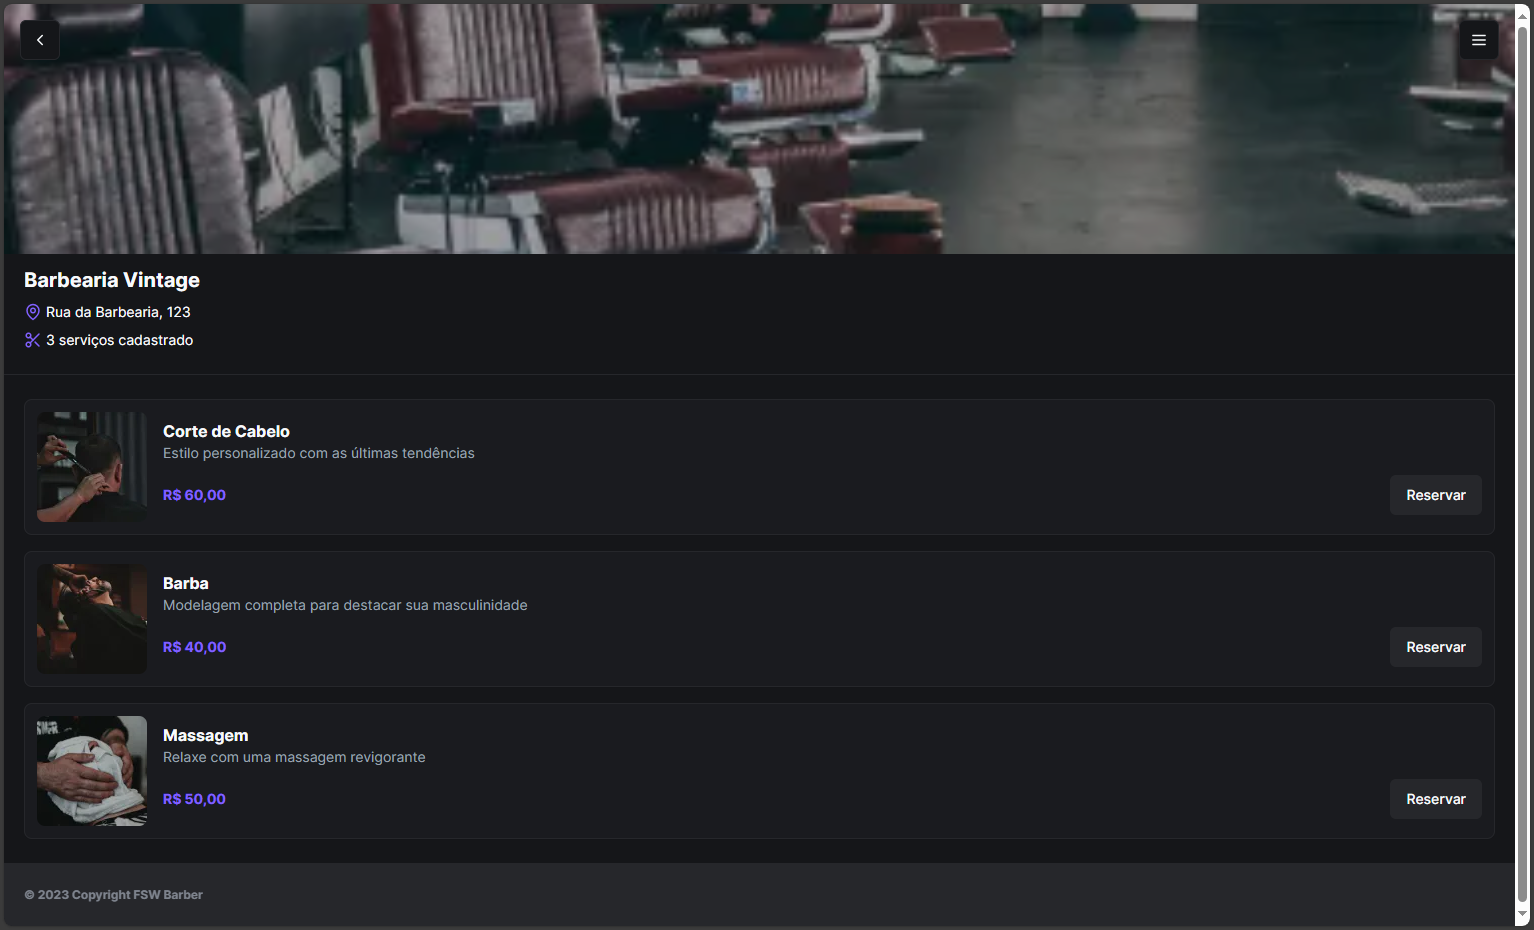 Barbearia Vintage
Rua da Barbearia, 123
3 serviços cadastrado
Corte de Cabelo
Estilo personalizado com as últimas tendências
R$ 60,00
Reservar
Barba
Modelagem completa para destacar sua masculinidade
R$ 40,00
Reservar
Massagem
Relaxe com uma massagem revigorante
R$ 50,00
Reservar
© 2023 Copyright FSW Barber